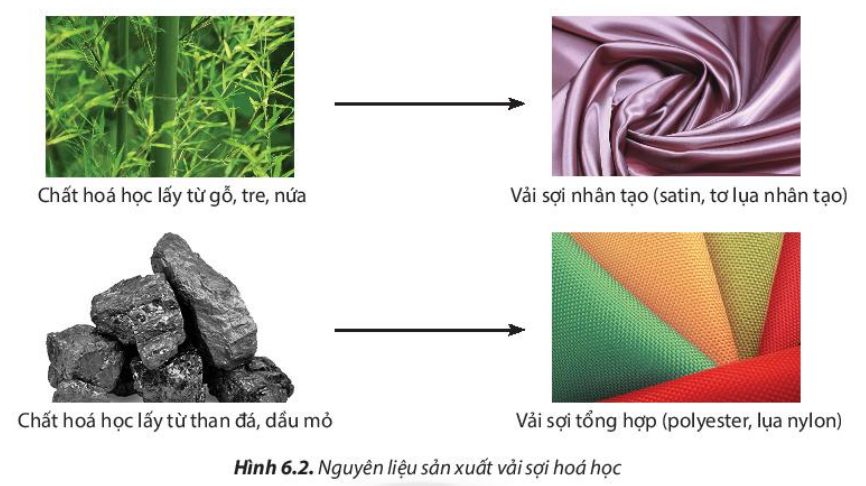 Chất hoá học lấy từ gỗ, tre, nứa
Vải sợi nhân tạo (satin, tơ lụa nhân tạo)
Chất hoá học lấy từ than đá, dầu mỏ
Vải sợi tổng hợp (polyester, lụa nylon)
Hình 6.2. Nguyên liệu sản xuất vải sợi hoá học